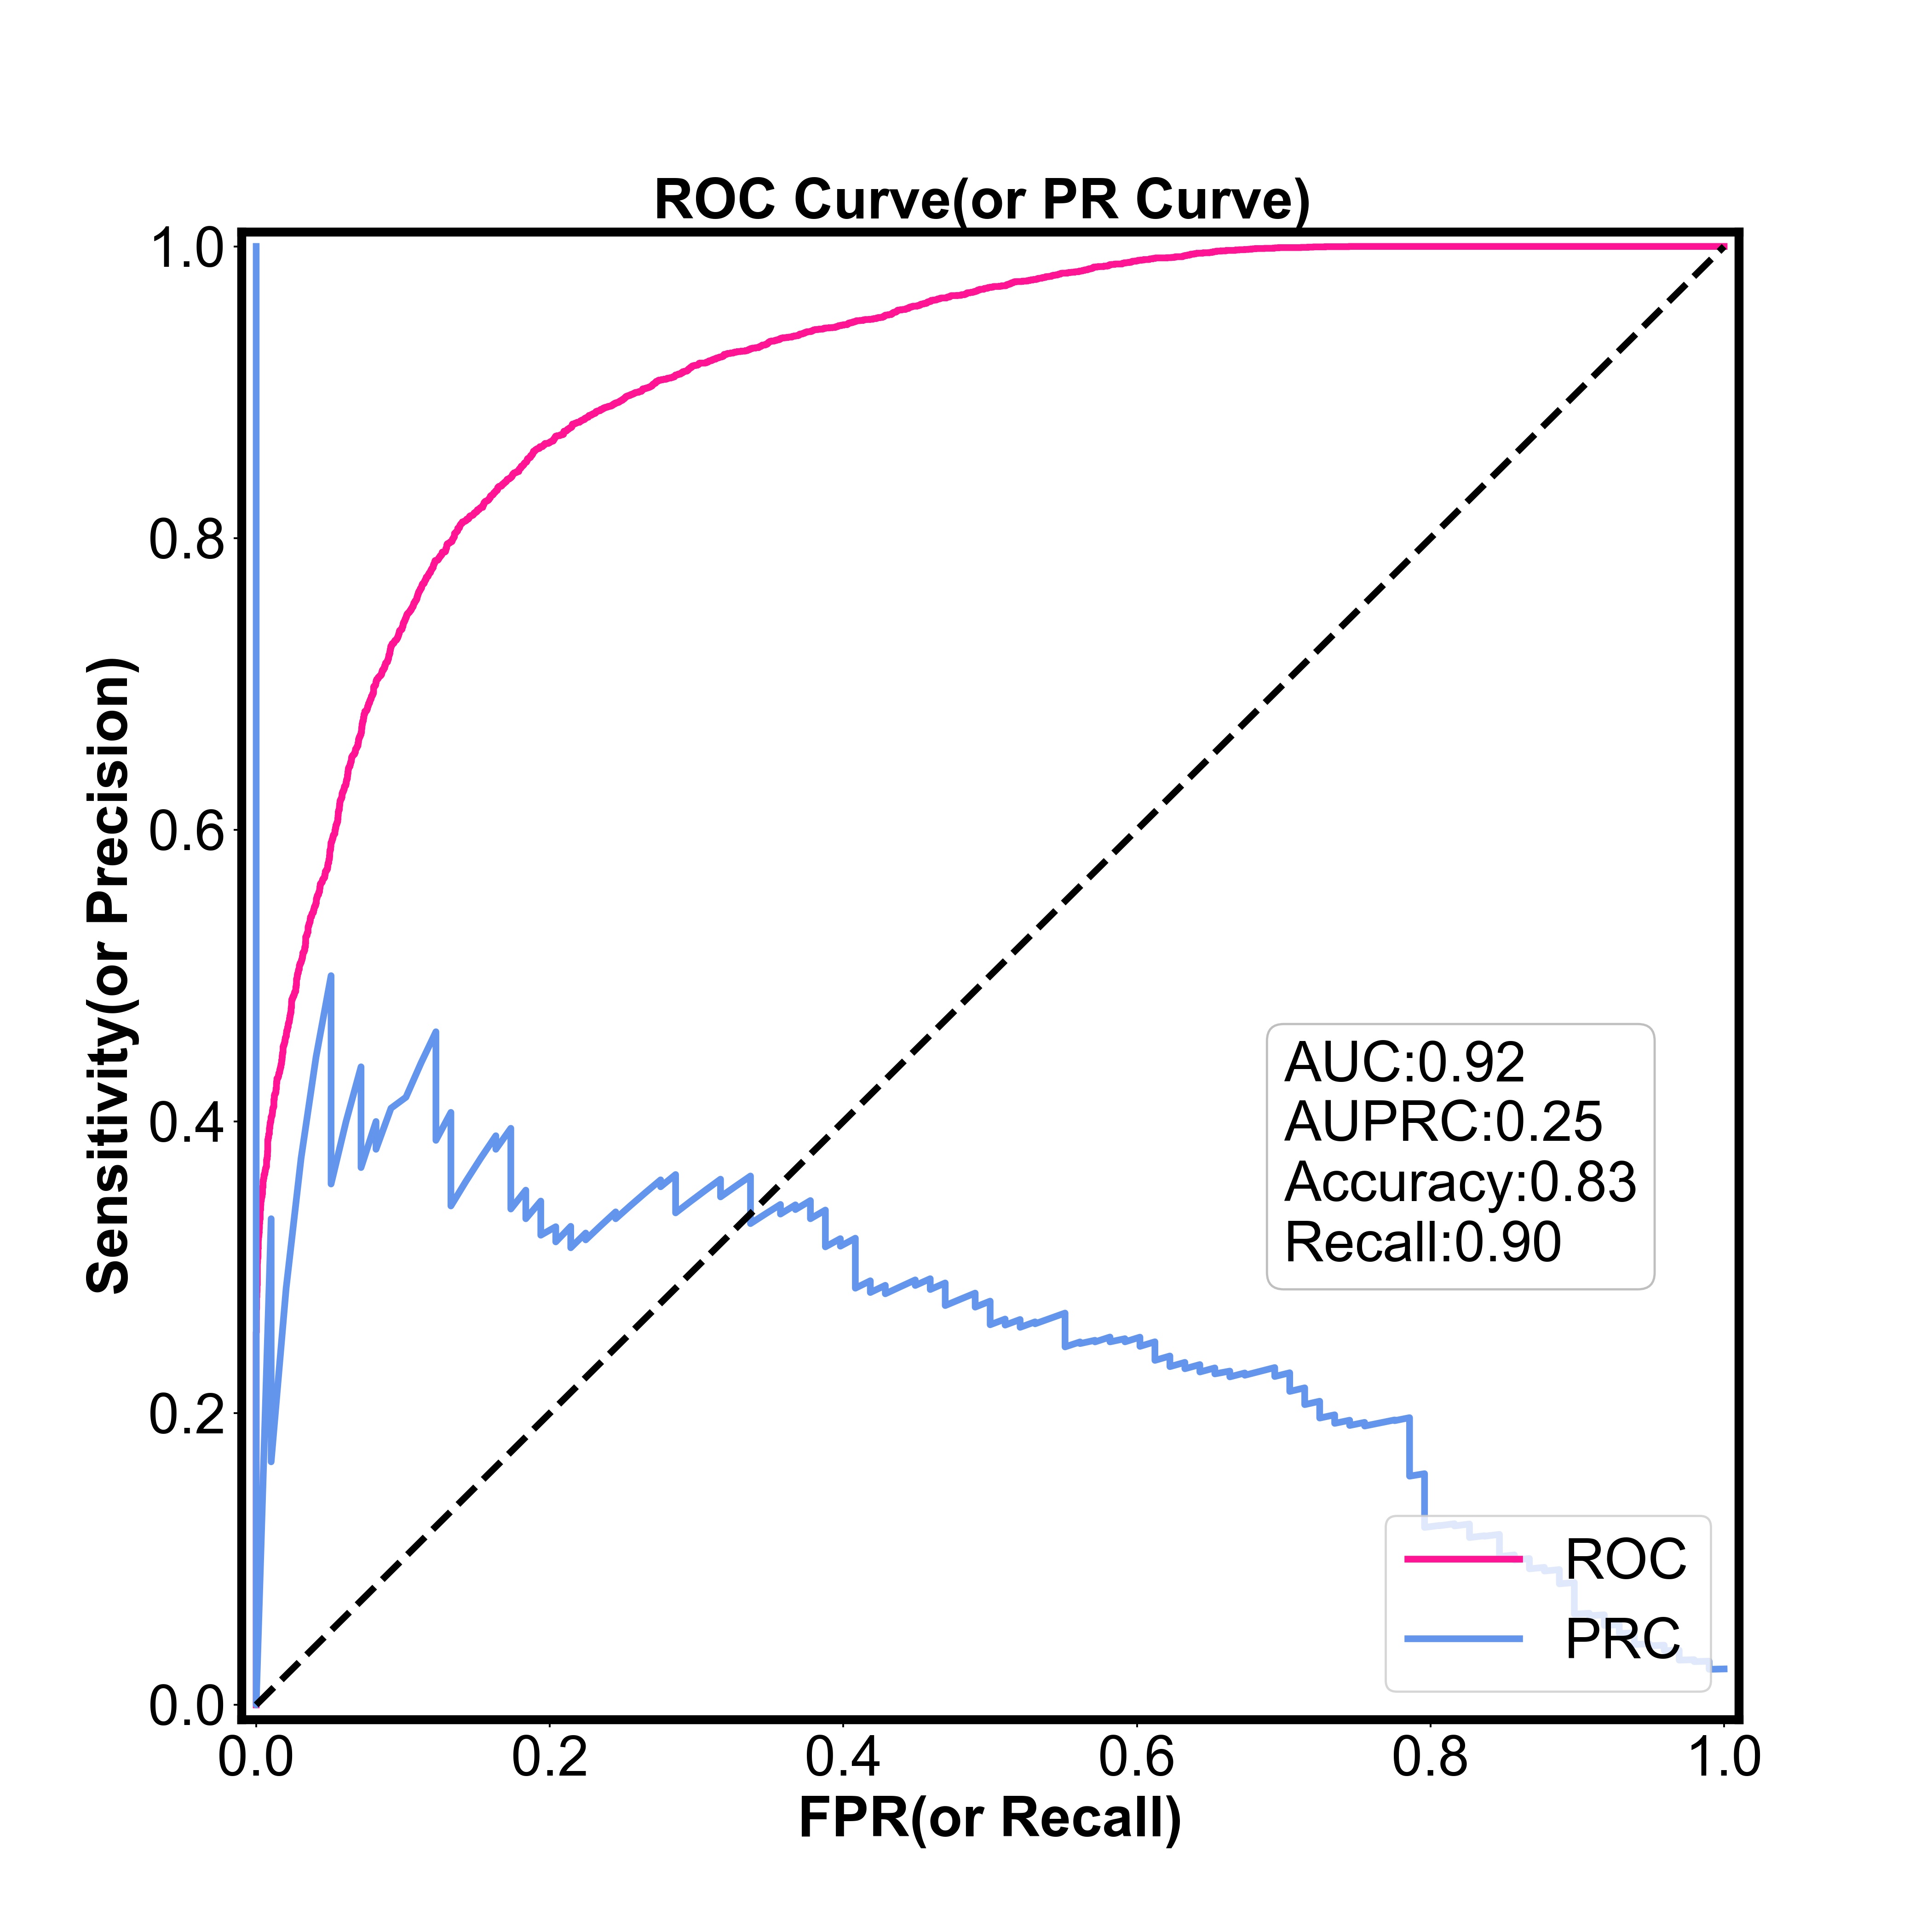 ROC Curve(or PR Curve)
1.0
0.8
0.6
0.4
0.2
0.0
Sensitivity(or Precision)
AUC:0.92
AUPRC:0.25
Accuracy:0.83
Recall:0.90
ROC
PRC
0.0 0.2 0.4 0.6 0.8 1.0
FPR(or Recall)